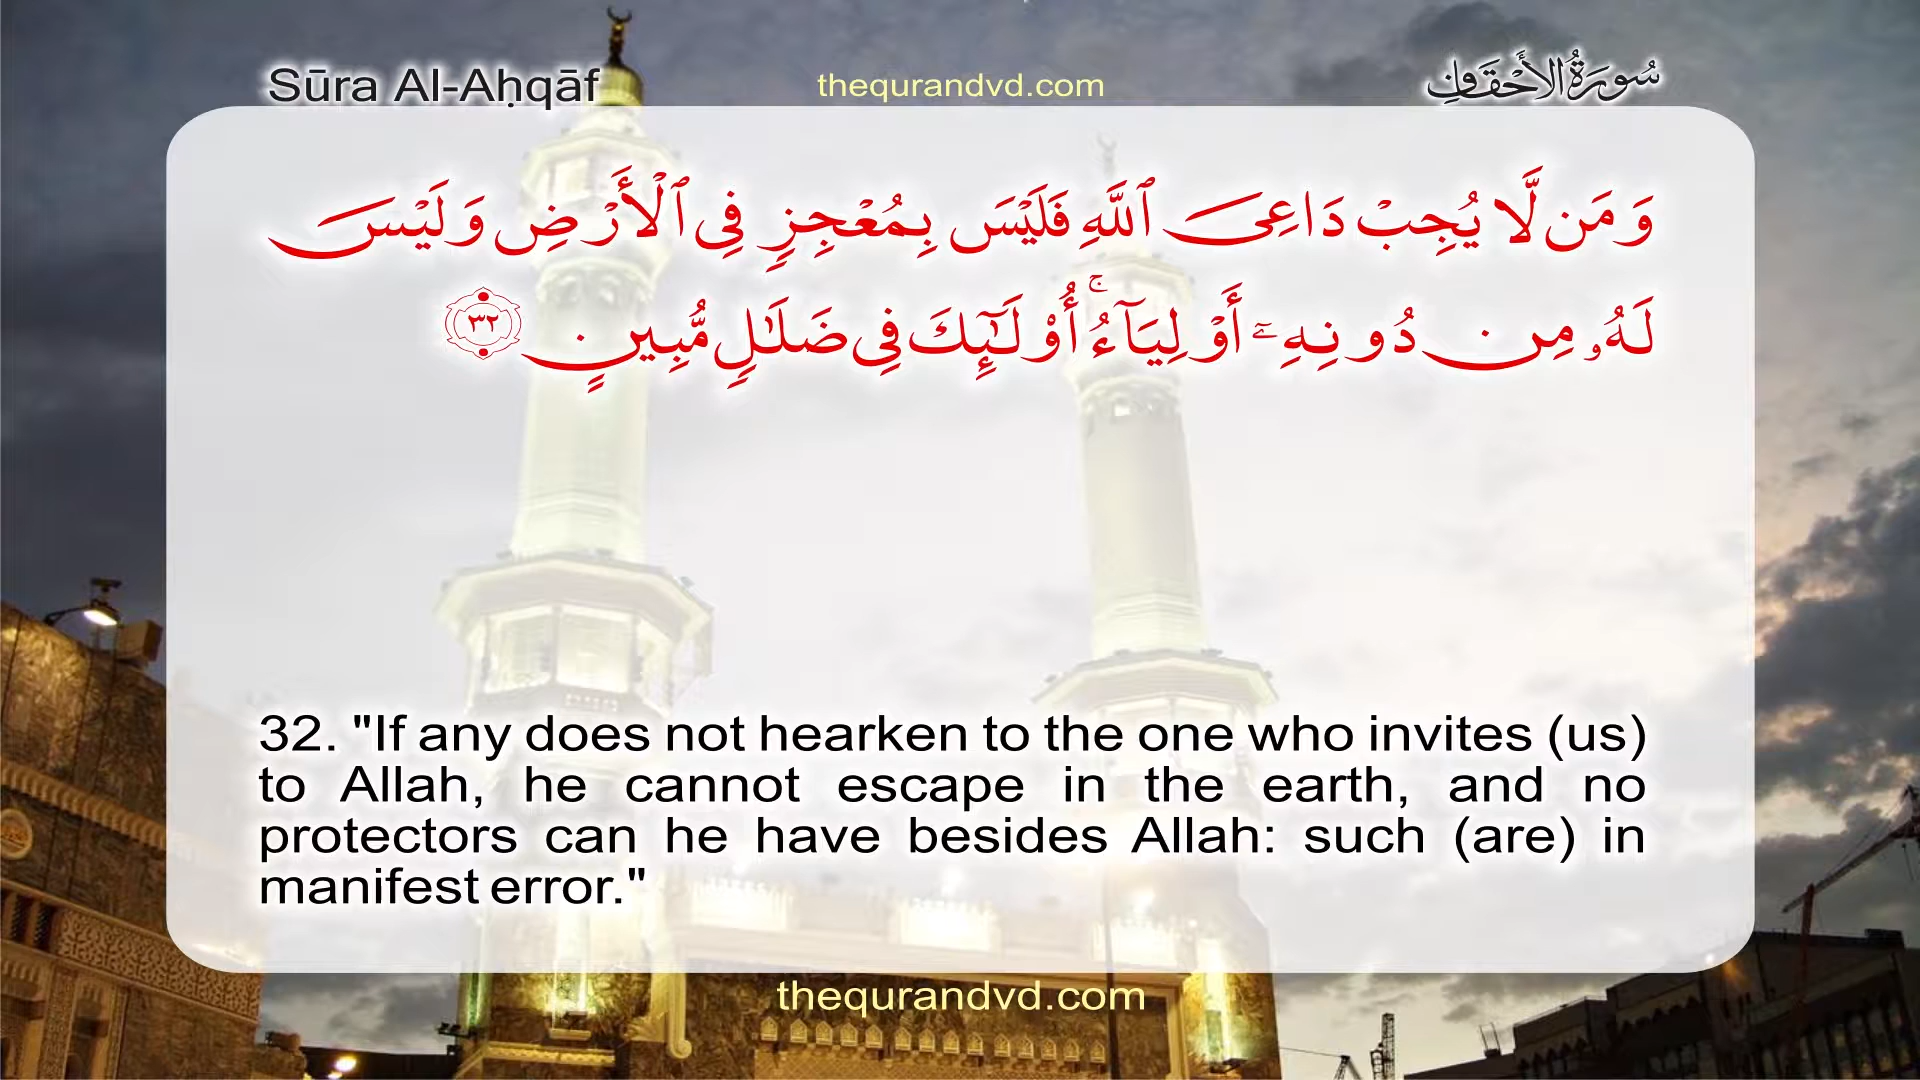 Sūra Al-Aḥqāf
thequrandvd.com
سُورَةُ الأَحْقَافِ
وَمَن لَّا يُجِبْ دَاعِىَ ٱللَّهِ فَلَيْسَ بِمُعْجِزٍ فِى ٱلْأَرْضِ وَلَيْسَ
لَهُۥ مِن دُونِهِۦٓ أَوْلِيَآءُ ۚ أُو۟لَٰٓئِكَ فِى ضَلَٰلٍ مُّبِينٍ ٣٢
32. "If any does not hearken to the one who invites (us)
to Allah, he cannot escape in the earth, and no
protectors can he have besides Allah: such (are) in
manifest error."
thequrandvd.com